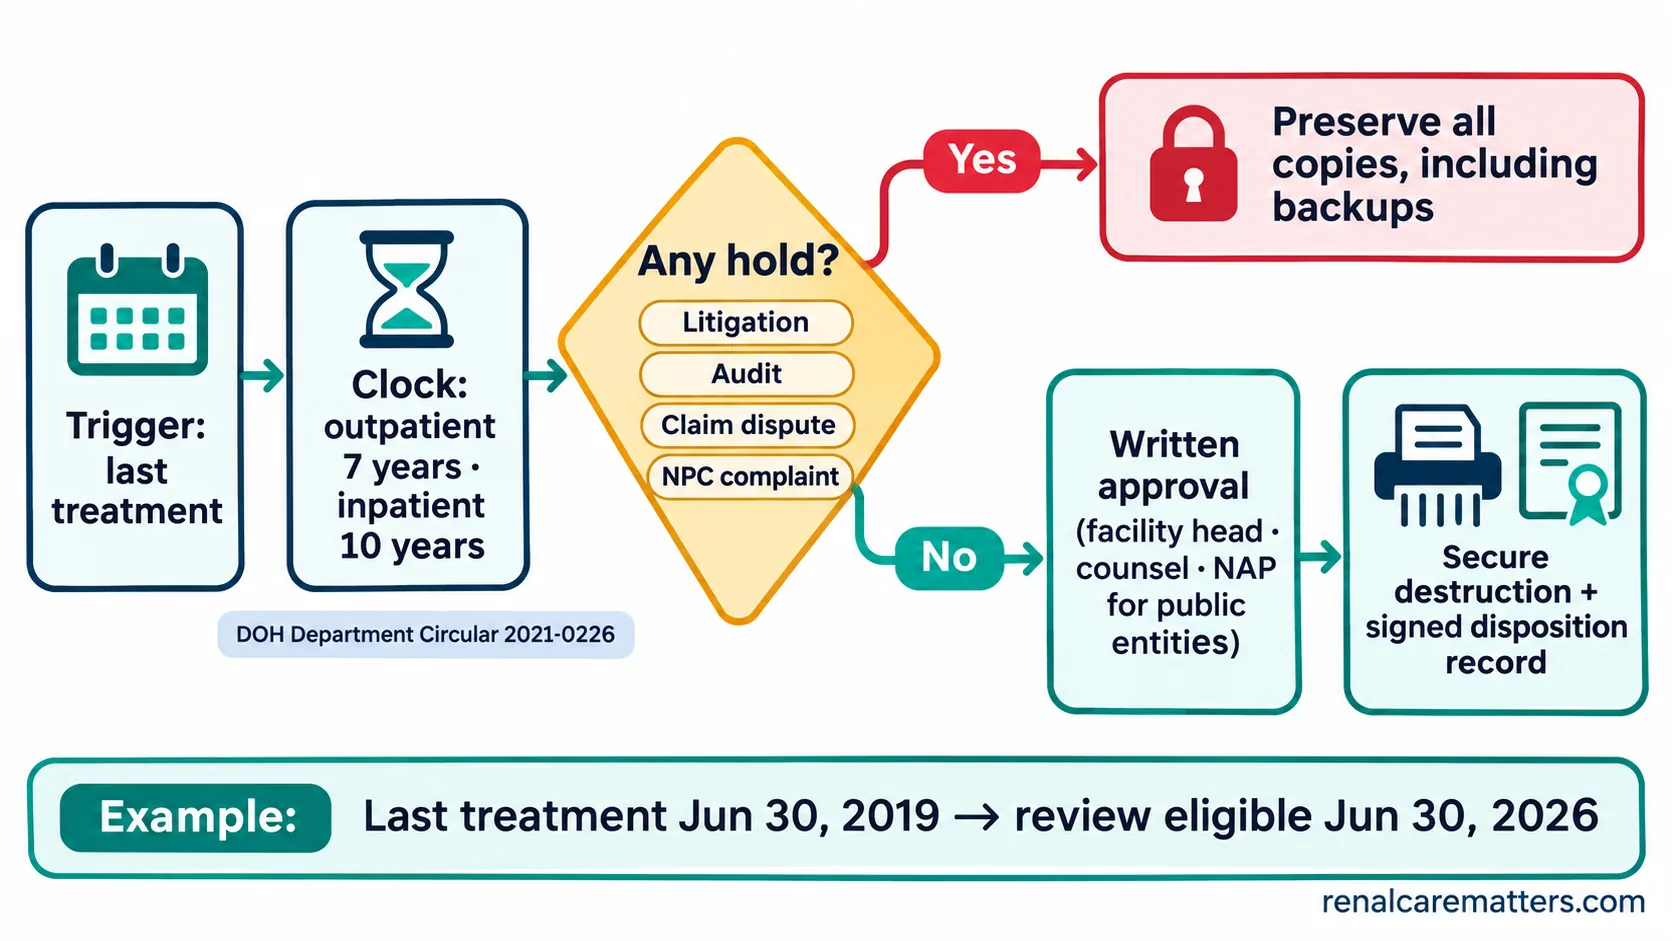 Trigger:
last
treatment
Clock:
outpatient
7 years ·
inpatient
10 years
DOH Department Circular 2021-0226
Any hold?
Litigation
Audit
Claim dispute
NPC complaint
Yes
Preserve all
copies, including
backups
No
Written
approval
(facility head ·
counsel · NAP
for public
entities)
Secure
destruction +
signed disposition
record
Example:
Last treatment Jun 30, 2019 → review eligible Jun 30, 2026
renalcarematters.com